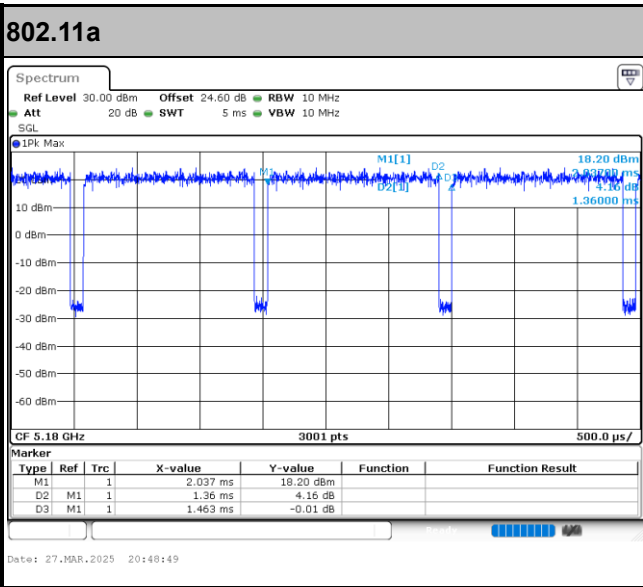 802.11a
Spectrum
Ref Level 30.00 dBm Offset 24.60 dB RBW 10 MHz
Att 20 dB SWT 5 ms VBW 10 MHz
SGL
1Pk Max
M1[1] 18.20 dBm
M1 D2
D2[1] 4.16 dB
1.36000 ms
10 dBm
0 dBm
-10 dBm
-20 dBm
-30 dBm
-40 dBm
-50 dBm
-60 dBm
CF 5.18 GHz 3001 pts 500.0 µs/
Marker
Type Ref Trc X-value Y-value Function Function Result
M1 1 2.037 ms 18.20 dBm
D2 M1 1 1.36 ms 4.16 dB
D3 M1 1 1.463 ms -0.01 dB
Date: 27.MAR.2025 20:48:49